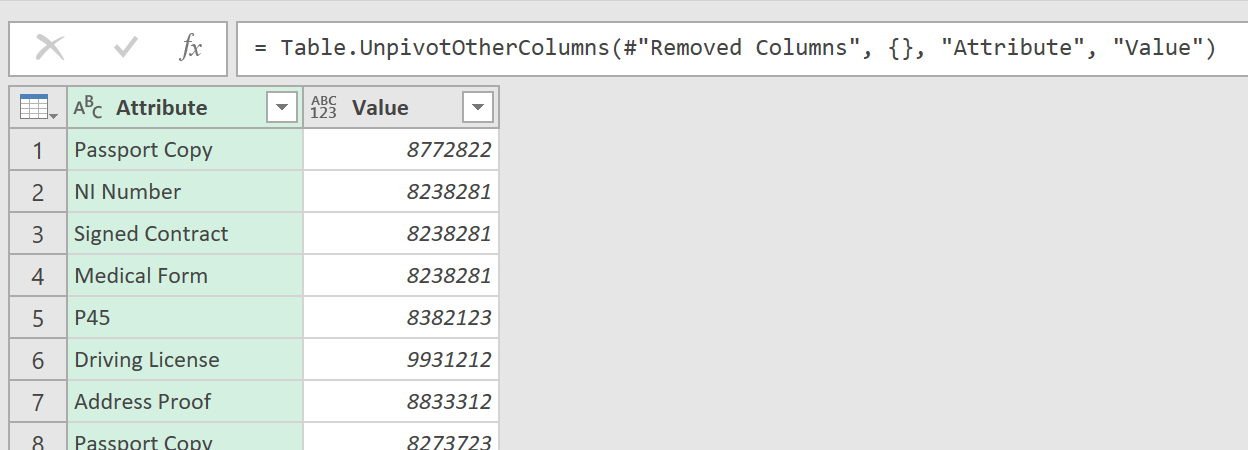 fx = Table.UnpivotOtherColumns(#"Removed Columns", {}, "Attribute", "Value")
ABC Attribute ABC 123 Value
1 Passport Copy 8772822
2 NI Number 8238281
3 Signed Contract 8238281
4 Medical Form 8238281
5 P45 8382123
6 Driving License 9931212
7 Address Proof 8833312
8 Passport Copy 8273723